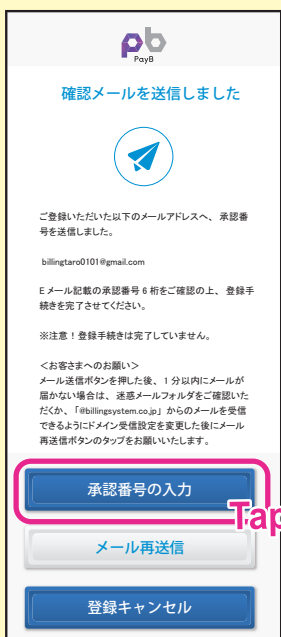 pb
PayB
確認メールを送信しました
ご登録いただいた以下のメールアドレスへ、承認番
号を送信しました。
billingtaro0101@gmail.com
Eメール記載の承認番号6桁をご確認の上、登録手
続きを完了させてください。
※注意！登録手続きは完了していません。
＜お客さまへのお願い＞
メール送信ボタンを押した後、1分以内にメールが
届かない場合は、迷惑メールフォルダをご確認いた
だくか、「@billingsystem.co.jp」からのメールを受信
できるようにドメイン受信設定を変更した後にメール
再送信ボタンのタップをお願いいたします。
承認番号の入力
Tap
メール再送信
登録キャンセル